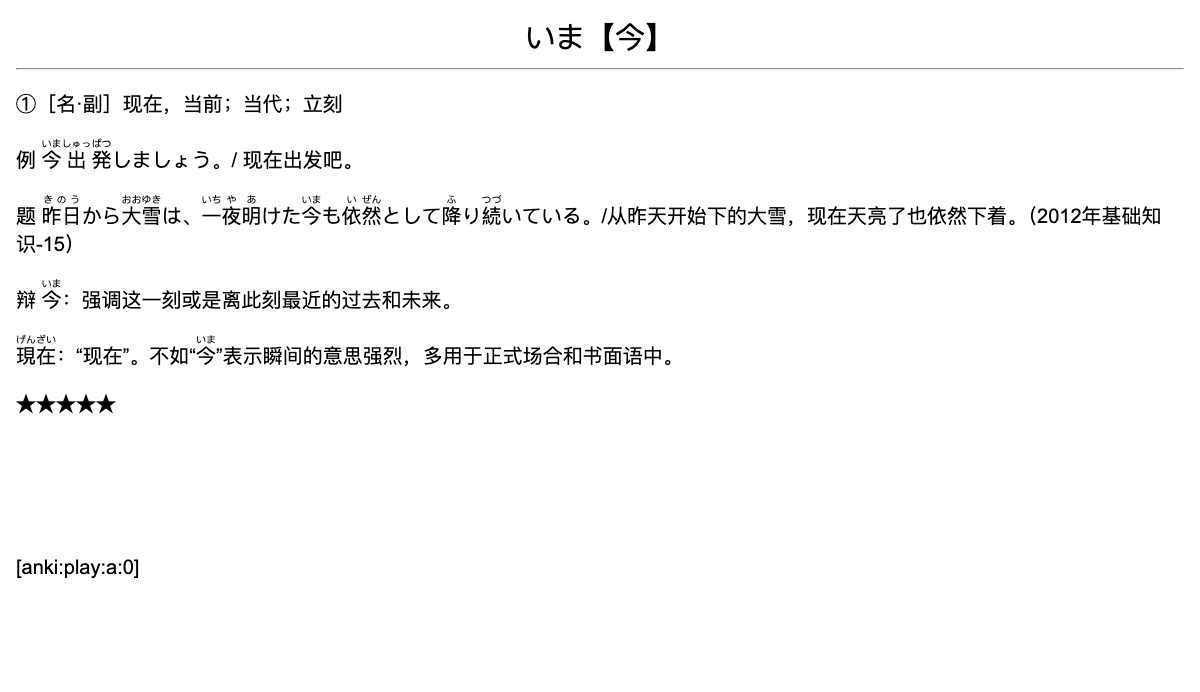 いま【今】
①［名·副］现在，当前；当代；立刻
いましゅっぱつ
例 今 出 発しましょう。/ 现在出发吧。
きのう おおゆき いち や あ いま い ぜん ふ つづ
题 昨日から大雪は、一夜明けた今も依然として降り続いている。/从昨天开始下的大雪，现在天亮了也依然下着。（2012年基础知
识-15）
いま
辩 今：强调这一刻或是离此刻最近的过去和未来。
げんざい いま
現在：“现在”。不如“今”表示瞬间的意思强烈，多用于正式场合和书面语中。
★★★★★
[anki:play:a:0]